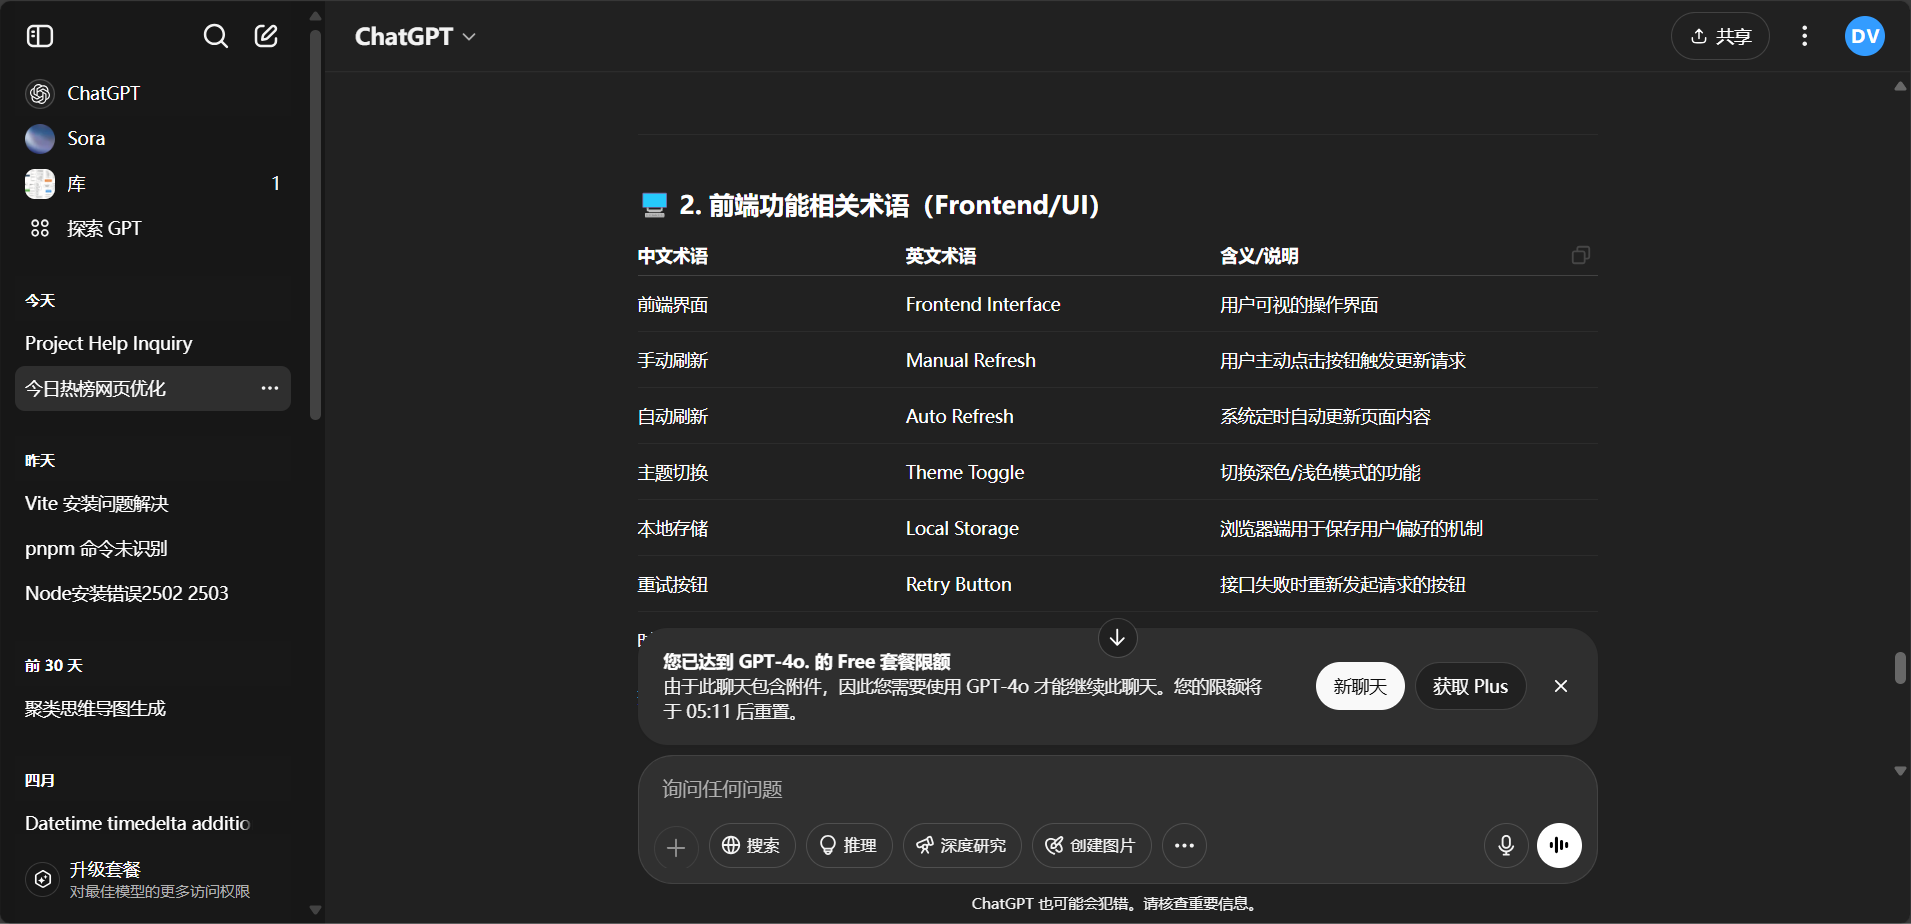 ChatGPT
Sora
库 1
探索 GPT
今天
Project Help Inquiry
今日热榜网页优化
昨天
Vite 安装问题解决
pnpm 命令未识别
Node安装错误2502 2503
前 30 天
聚类思维导图生成
四月
Datetime timedelta additio
升级套餐
对最佳模型的更多访问权限
ChatGPT
共享
DV
2. 前端功能相关术语（Frontend/UI）
中文术语 英文术语 含义/说明
前端界面 Frontend Interface 用户可视的操作界面
手动刷新 Manual Refresh 用户主动点击按钮触发更新请求
自动刷新 Auto Refresh 系统定时自动更新页面内容
主题切换 Theme Toggle 切换深色/浅色模式的功能
本地存储 Local Storage 浏览器端用于保存用户偏好的机制
重试按钮 Retry Button 接口失败时重新发起请求的按钮
您已达到 GPT-4o. 的 Free 套餐限额
由于此聊天包含附件，因此您需要使用 GPT-4o 才能继续此聊天。您的限额将
于 05:11 后重置。
新聊天
获取 Plus
询问任何问题
搜索
推理
深度研究
创建图片
ChatGPT 也可能会犯错。请核查重要信息。